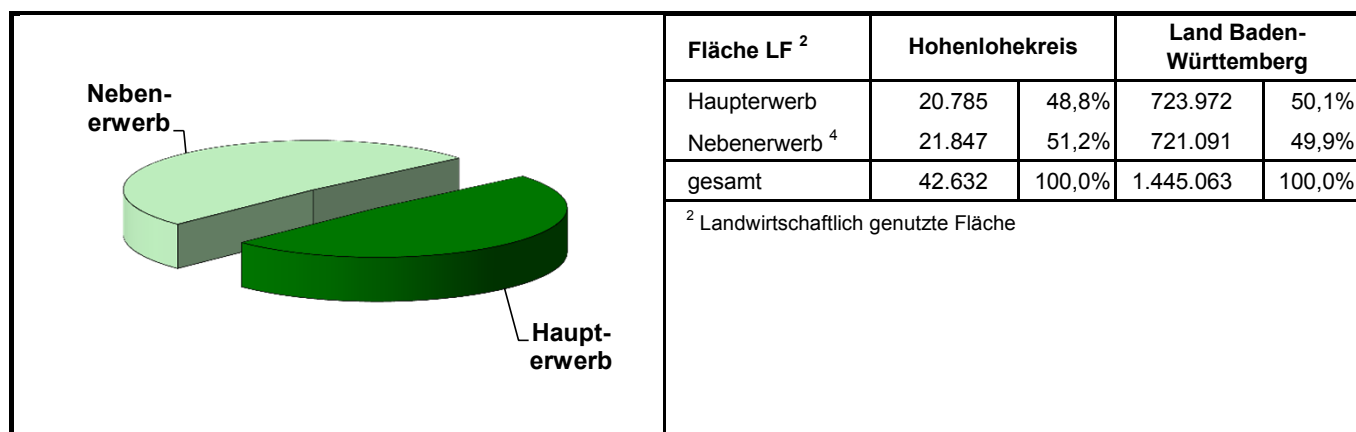 Neben-
erwerb
Haupt-
erwerb
Fläche LF ² Hohenlohekreis Land Baden-
Württemberg
Haupterwerb 20.785 48,8% 723.972 50,1%
Nebenerwerb ⁴ 21.847 51,2% 721.091 49,9%
gesamt 42.632 100,0% 1.445.063 100,0%
² Landwirtschaftlich genutzte Fläche